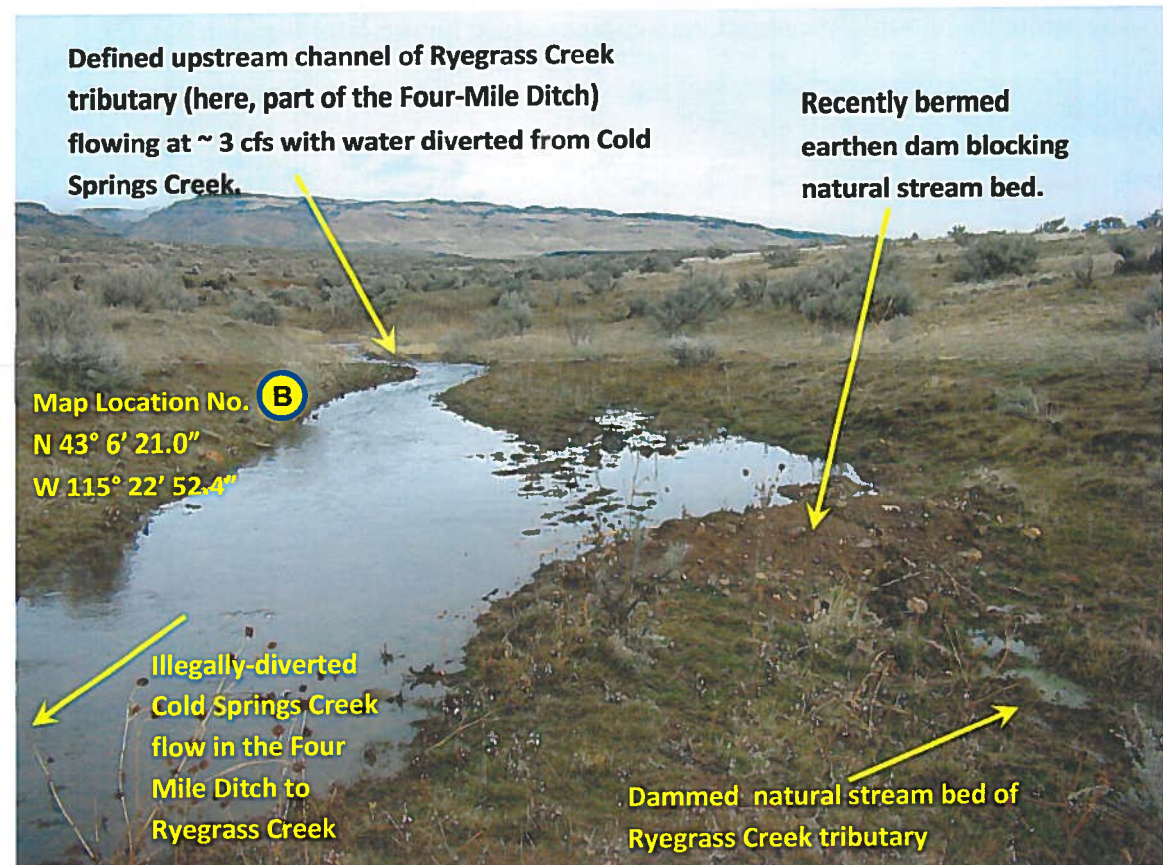 Defined upstream channel of Ryegrass Creek
tributary (here, part of the Four-Mile Ditch)
flowing at ~ 3 cfs with water diverted from Cold
Springs Creek.
Recently bermed
earthen dam blocking
natural stream bed.
Map Location No. B
N 43° 6’ 21.0”
W 115° 22’ 52.4”
Illegally-diverted
Cold Springs Creek
flow in the Four
Mile Ditch to
Ryegrass Creek
Dammed natural stream bed of
Ryegrass Creek tributary